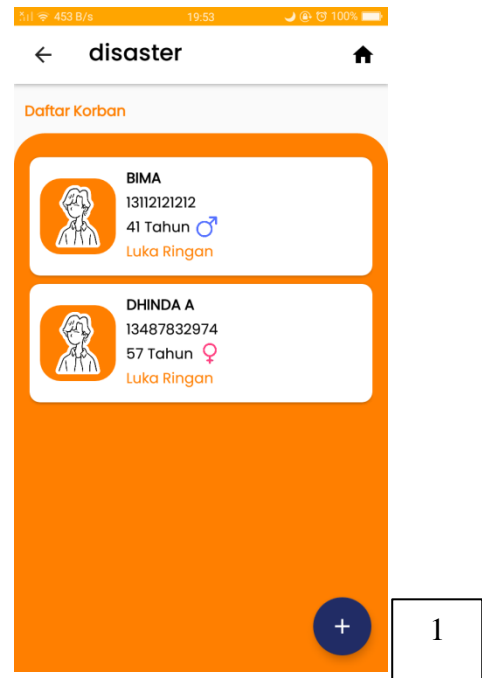 453 B/s 19:53 100%
disaster
Daftar Korban
BIMA
13112121212
41 Tahun
Luka Ringan
DHINDA A
13487832974
57 Tahun
Luka Ringan
+
1